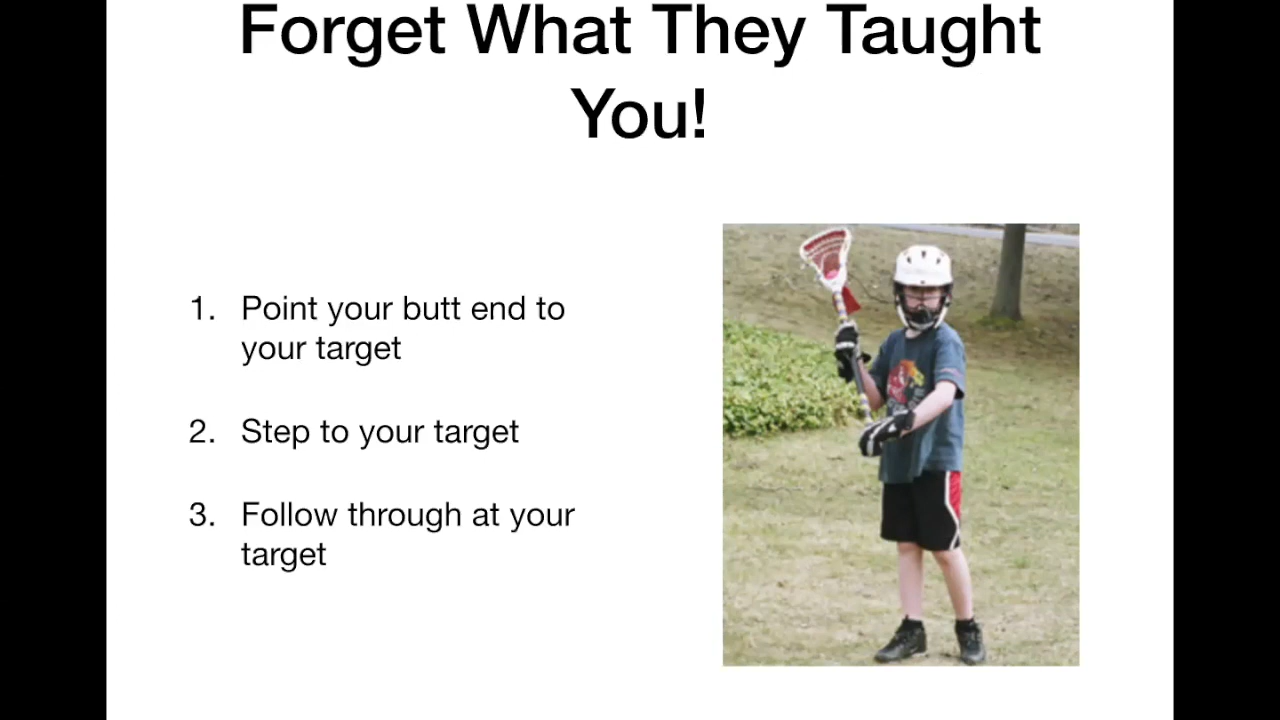 Forget What They Taught
You!
1. Point your butt end to
your target
2. Step to your target
3. Follow through at your
target